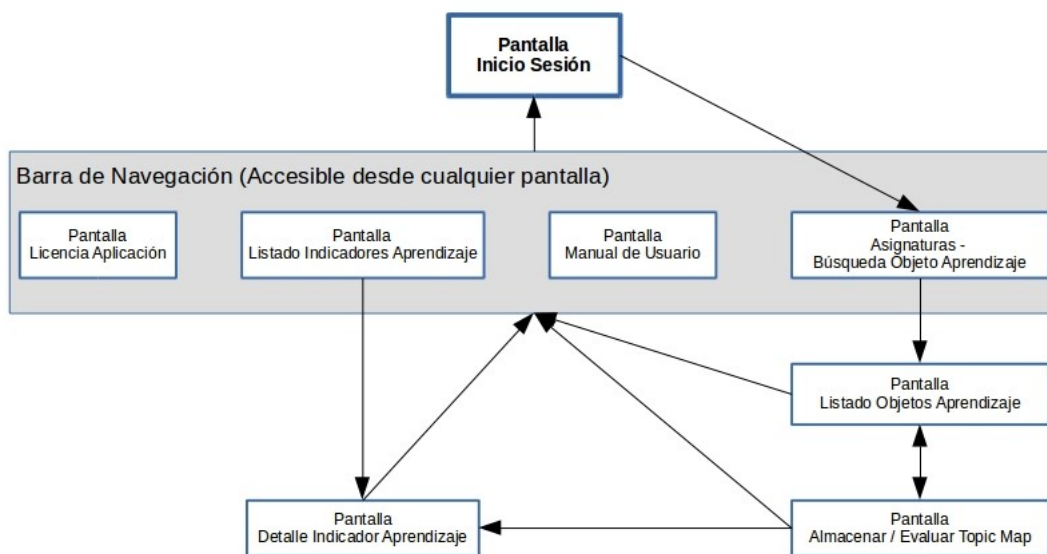 Pantalla
Inicio Sesión
Barra de Navegación (Accesible desde cualquier pantalla)
Pantalla
Licencia Aplicación
Pantalla
Listado Indicadores Aprendizaje
Pantalla
Manual de Usuario
Pantalla
Asignaturas -
Búsqueda Objeto Aprendizaje
Pantalla
Listado Objetos Aprendizaje
Pantalla
Detalle Indicador Aprendizaje
Pantalla
Almacenar / Evaluar Topic Map